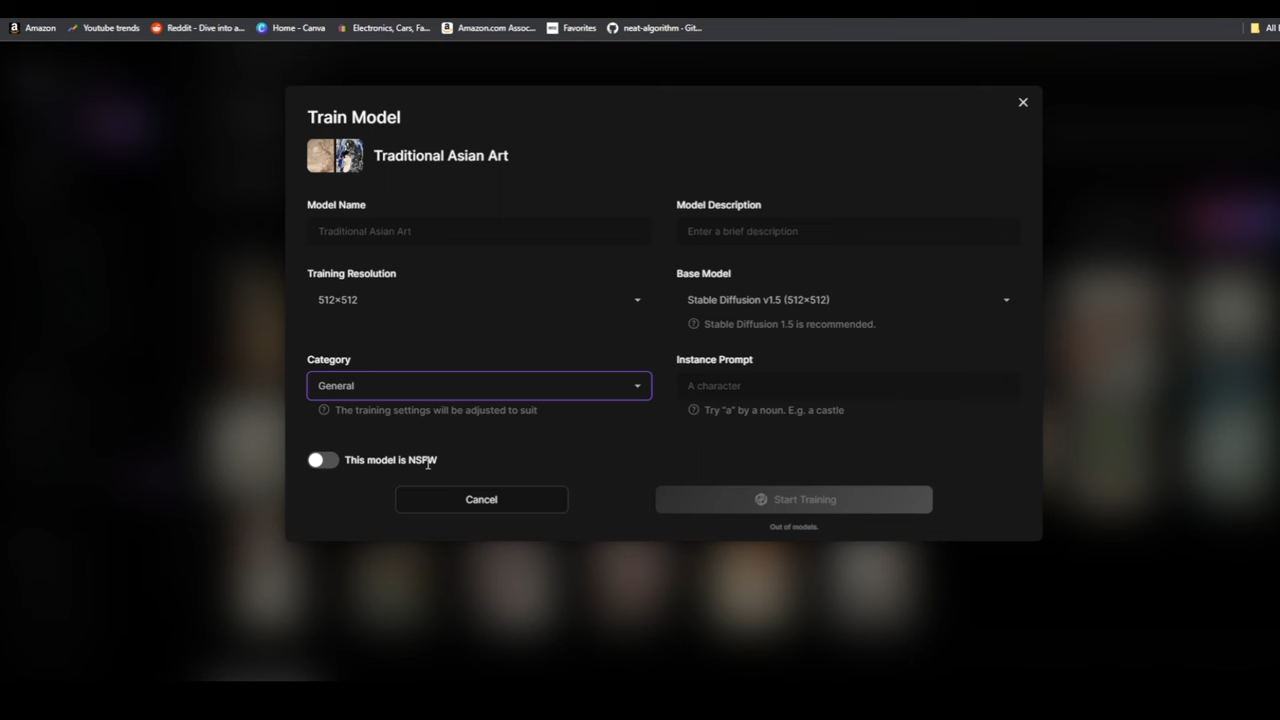 Amazon Youtube trends Reddit - Dive into a... Home - Canva Electronics, Cars, Fa... Amazon.com Assoc... Favorites neat-algorithm - Git... All
Train Model
Traditional Asian Art
Model Name Model Description
Traditional Asian Art Enter a brief description
Training Resolution Base Model
512×512 Stable Diffusion v1.5 (512×512)
Stable Diffusion 1.5 is recommended.
Category Instance Prompt
General A character
The training settings will be adjusted to suit Try "a" by a noun. E.g. a castle
This model is NSFW
Cancel Start Training
Out of models.